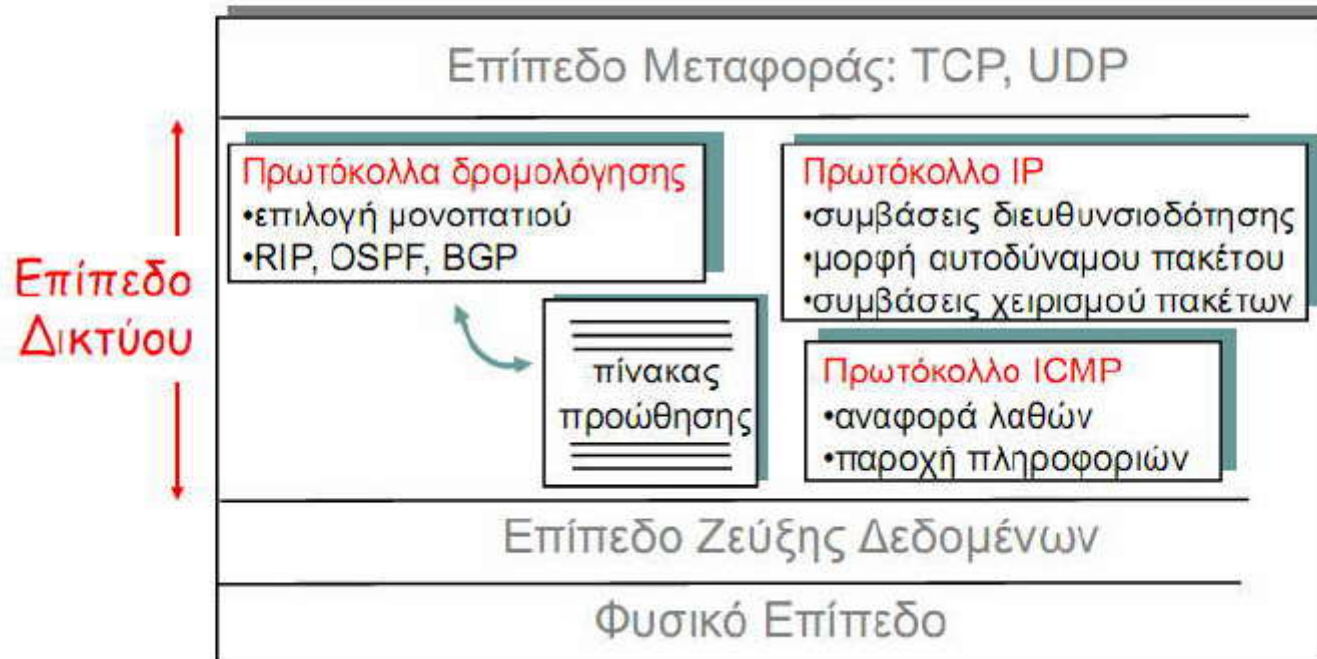 Επίπεδο Μεταφοράς: TCP, UDP
Επίπεδο
Δικτύου
Πρωτόκολλα δρομολόγησης
•επιλογή μονοπατιού
•RIP, OSPF, BGP
πίνακας
προώθησης
Πρωτόκολλο IP
•συμβάσεις διευθυνσιοδότησης
•μορφή αυτοδύναμου πακέτου
•συμβάσεις χειρισμού πακέτων
Πρωτόκολλο ICMP
•αναφορά λαθών
•παροχή πληροφοριών
Επίπεδο Ζεύξης Δεδομένων
Φυσικό Επίπεδο